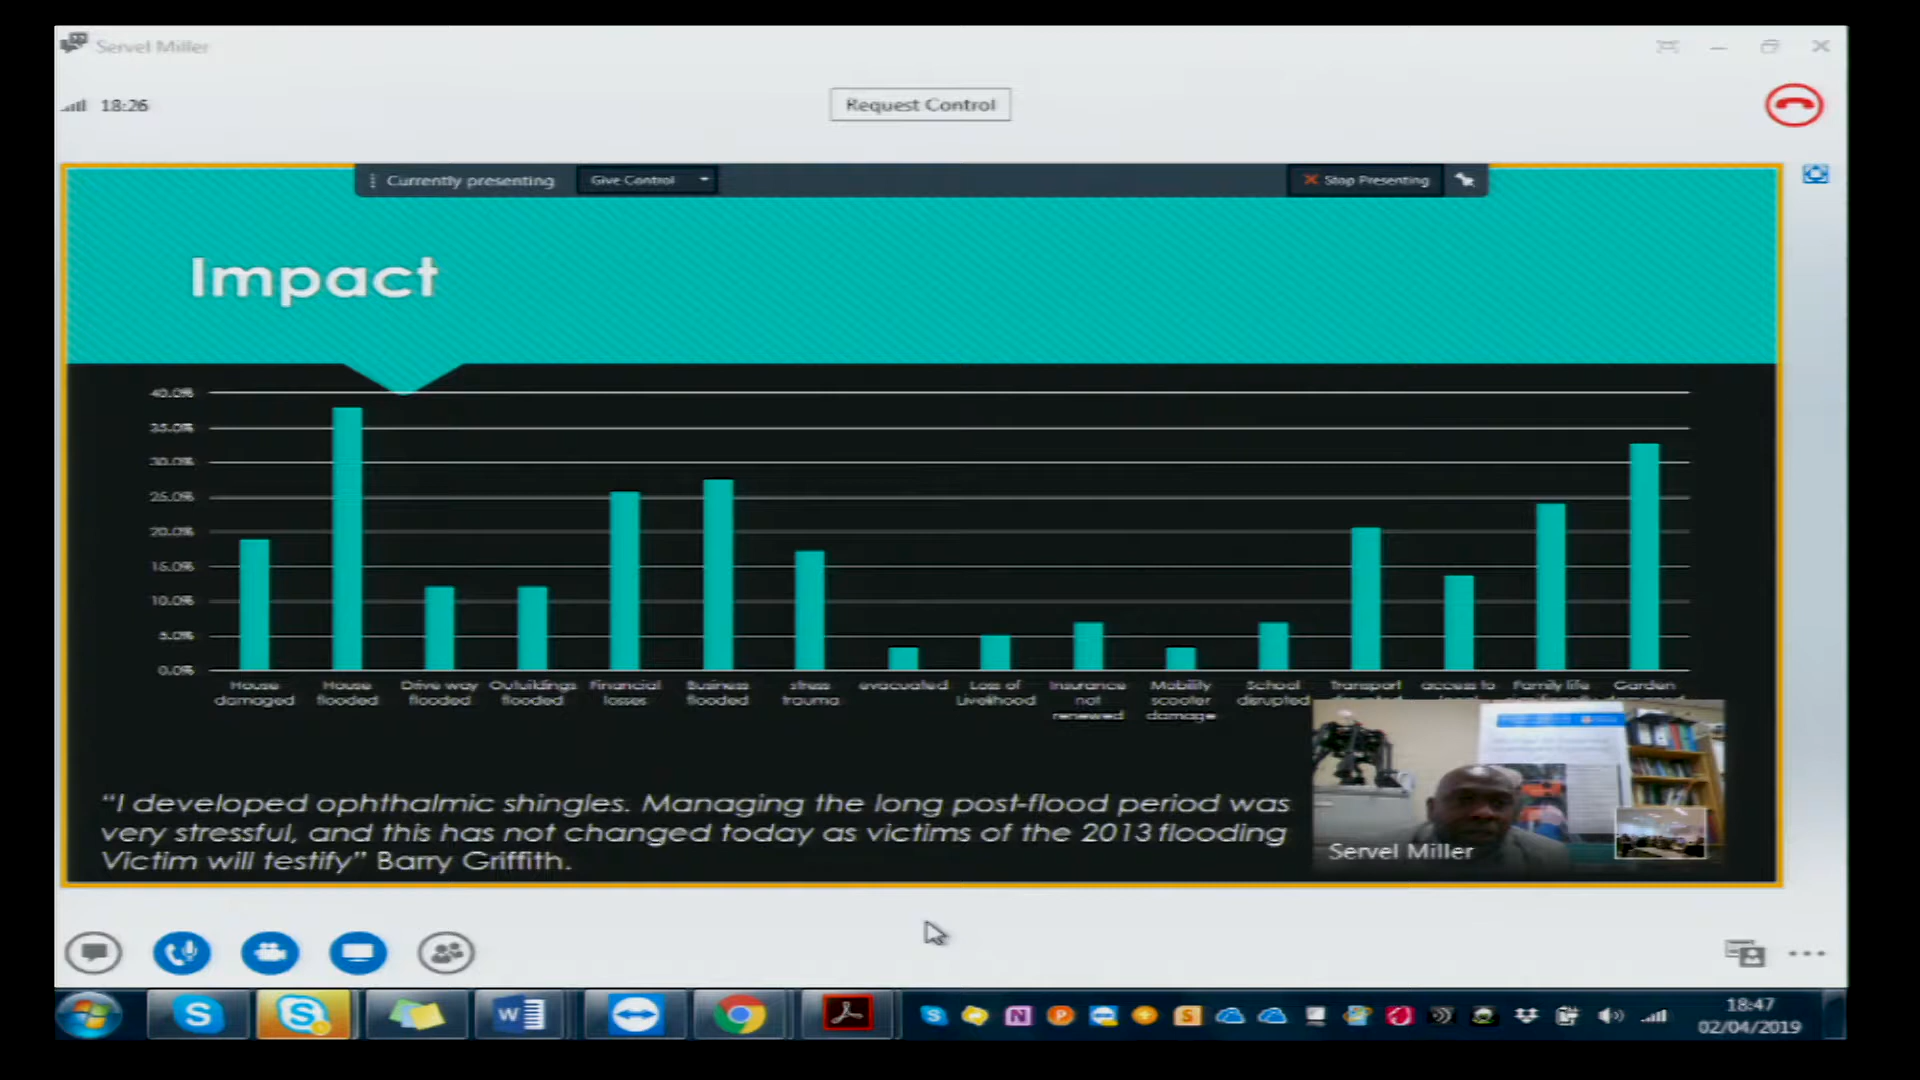 Servel Miller
18:26
Request Control
Currently presenting
Give Control
Stop Presenting
Impact
40.0%
35.0%
30.0%
25.0%
20.0%
15.0%
10.0%
5.0%
0.0%
House damaged
House flooded
Drive way flooded
Outuildings flooded
Financial losses
Business flooded
stress trauma
evacuated
Loss of Livelihood
Insurance not renewed
Mobility scooter damage
School disrupted
Transport
access to
Family life
Garden
"I developed ophthalmic shingles. Managing the long post-flood period was
very stressful, and this has not changed today as victims of the 2013 flooding
Victim will testify" Barry Griffith.
Servel Miller
18:47
02/04/2019